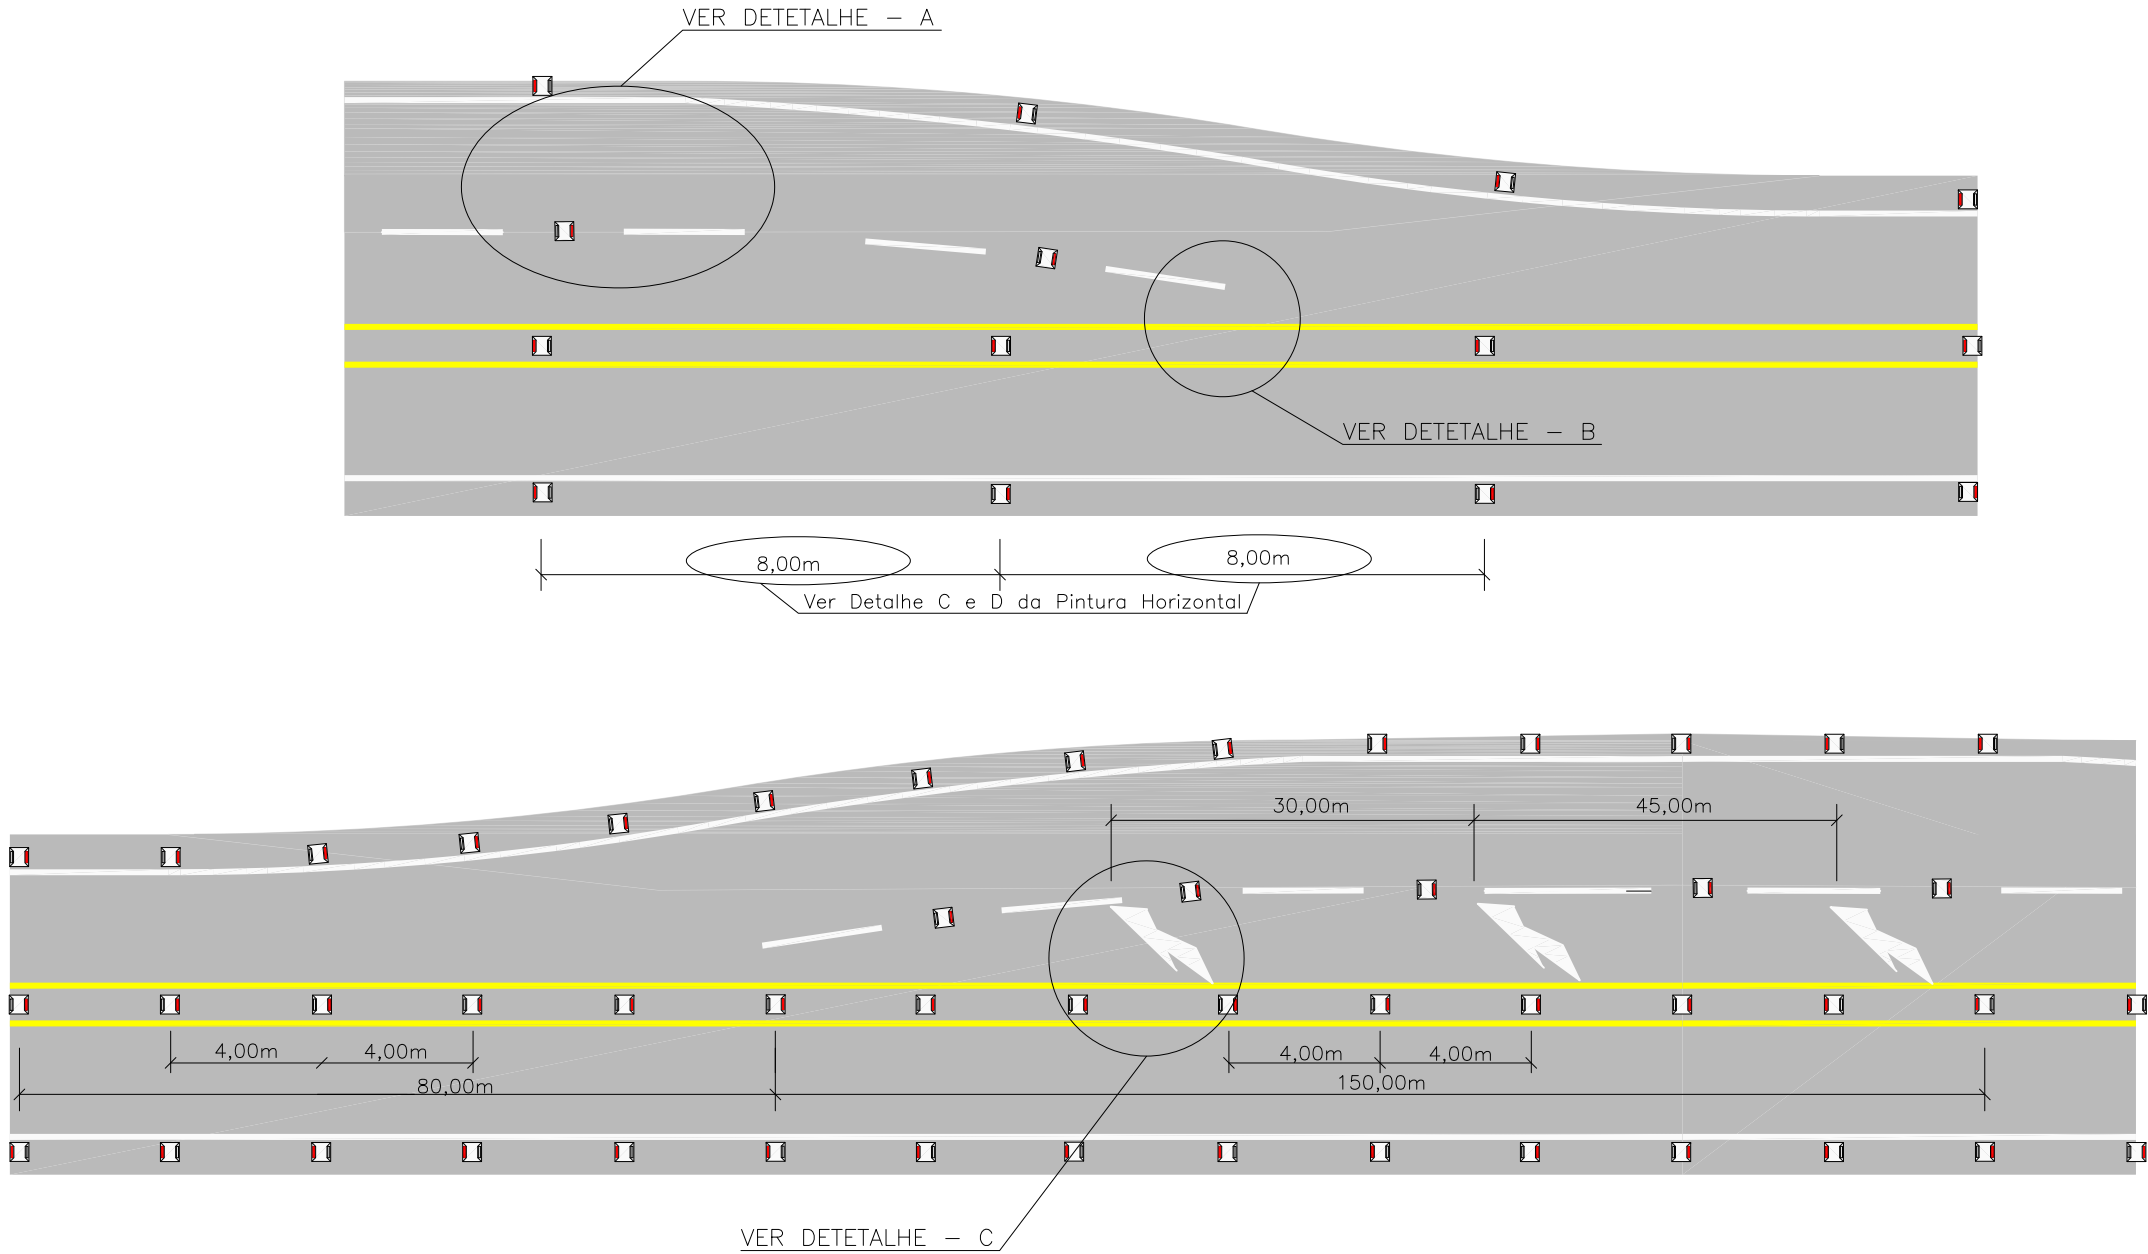 VER DETETALHE - A
VER DETETALHE - B
8,00m
8,00m
Ver Detalhe C e D da Pintura Horizontal
30,00m
45,00m
4,00m
4,00m
4,00m
4,00m
80,00m
150,00m
VER DETETALHE - C